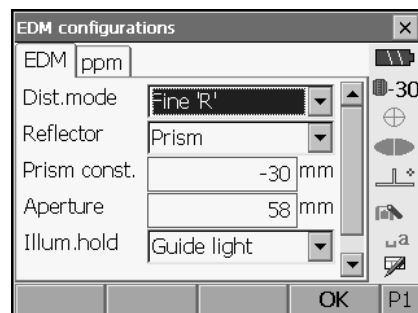 EDM configurations
EDM ppm
Dist.mode Fine 'R'
-30
Reflector Prism
Prism const. -30 mm
Aperture 58 mm
Illum.hold Guide light
a
OK P1